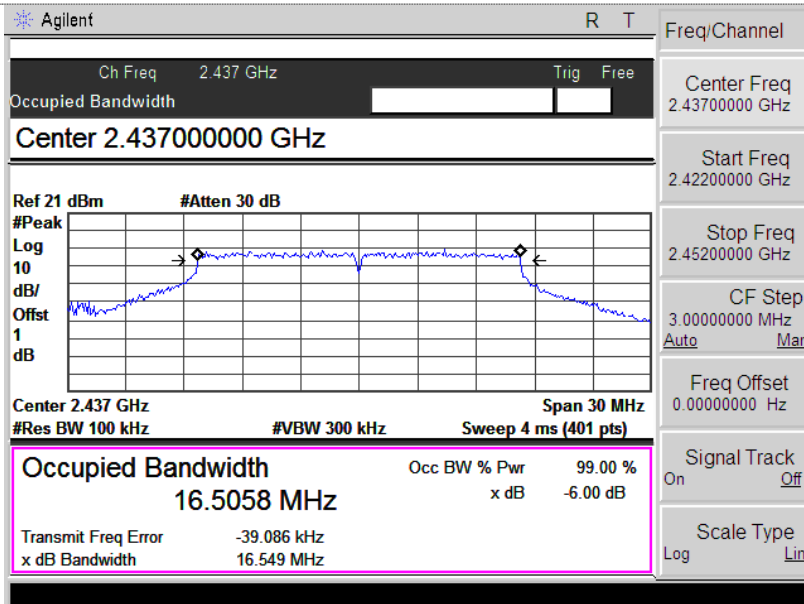 Agilent R T
Ch Freq 2.437 GHz Trig Free
Occupied Bandwidth
Center 2.437000000 GHz
Ref 21 dBm #Atten 30 dB
#Peak
Log
10
dB/
Offst
1
dB
Center 2.437 GHz Span 30 MHz
#Res BW 100 kHz #VBW 300 kHz Sweep 4 ms (401 pts)
Occupied Bandwidth Occ BW % Pwr 99.00 %
16.5058 MHz x dB -6.00 dB
Transmit Freq Error -39.086 kHz
x dB Bandwidth 16.549 MHz
Freq/Channel
Center Freq
2.43700000 GHz
Start Freq
2.42200000 GHz
Stop Freq
2.45200000 GHz
CF Step
3.00000000 MHz
Auto Man
Freq Offset
0.00000000 Hz
Signal Track
On Off
Scale Type
Log Lin